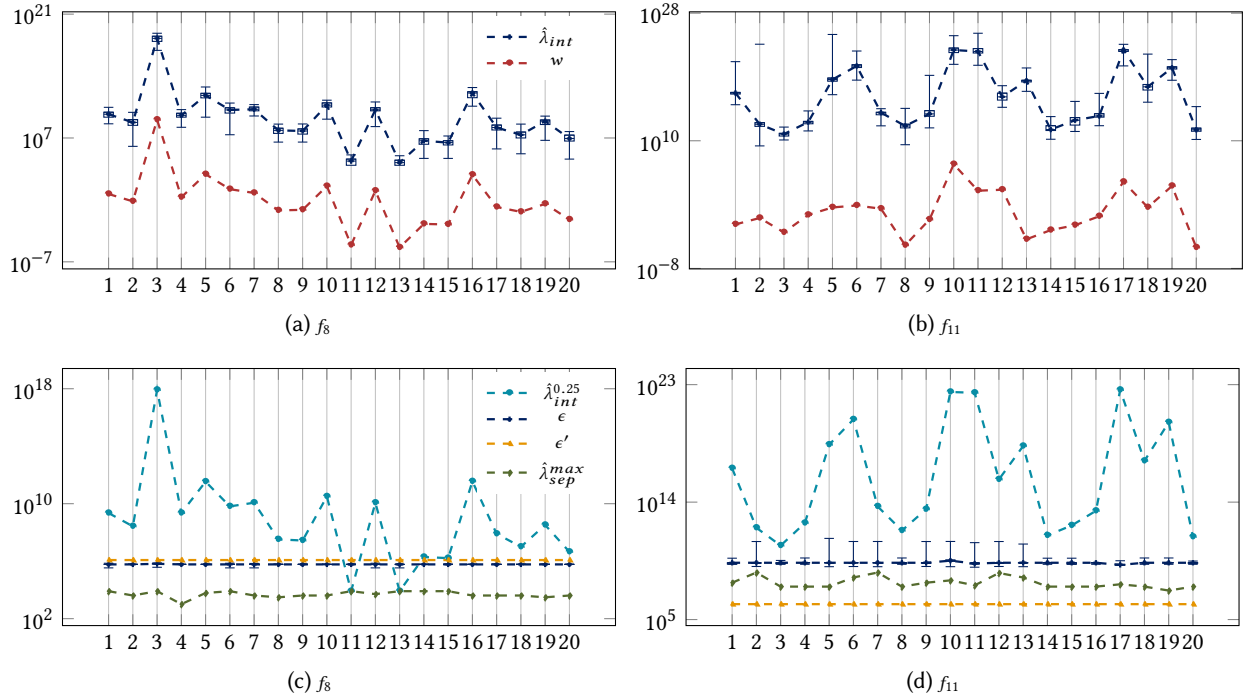 10^21
10^7
10^−7
λ̂_int
w
1 2 3 4 5 6 7 8 9 10 11 12 13 14 15 16 17 18 19 20
(a) f_8
10^28
10^10
10^−8
1 2 3 4 5 6 7 8 9 10 11 12 13 14 15 16 17 18 19 20
(b) f_11
10^18
10^10
10^2
λ̂_int^0.25
ϵ
ϵ′
λ̂_sep^max
1 2 3 4 5 6 7 8 9 10 11 12 13 14 15 16 17 18 19 20
(c) f_8
10^23
10^14
10^5
1 2 3 4 5 6 7 8 9 10 11 12 13 14 15 16 17 18 19 20
(d) f_11